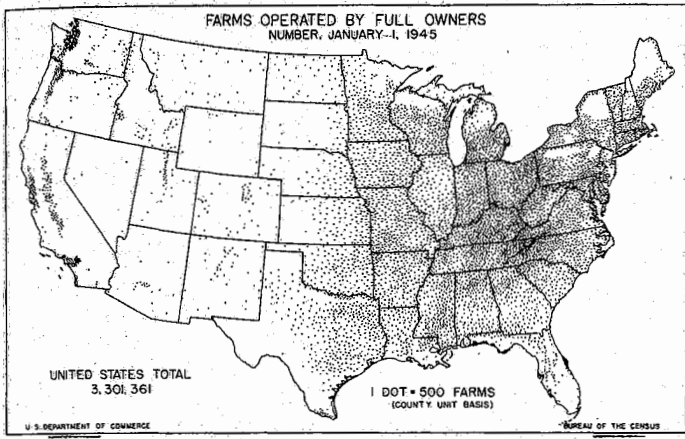 FARMS OPERATED BY FULL OWNERS
NUMBER, JANUARY 1, 1945
UNITED STATES TOTAL
3,301,361
1 DOT = 500 FARMS
(COUNTY UNIT BASIS)
U.S. DEPARTMENT OF COMMERCE
BUREAU OF THE CENSUS